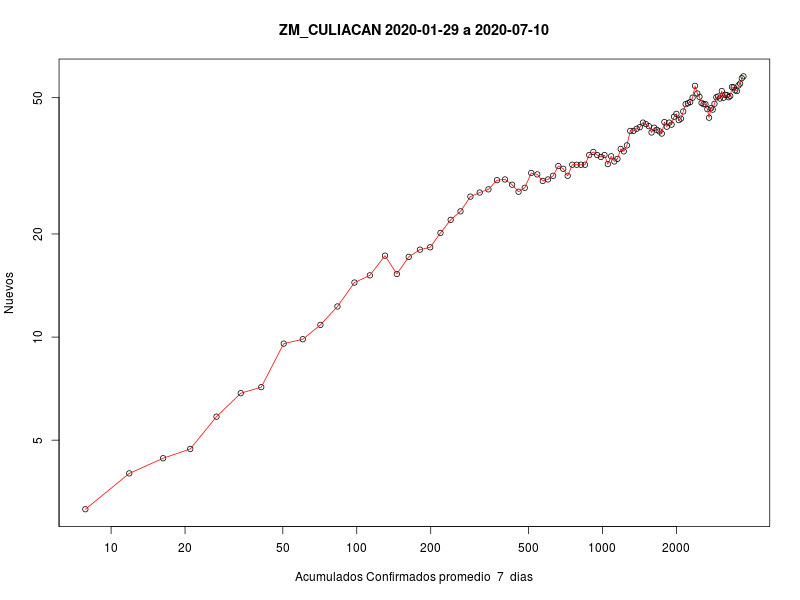 ZM_CULIACAN 2020-01-29 a 2020-07-10
Nuevos
50
20
10
5
10 20 50 100 200 500 1000 2000
Acumulados Confirmados promedio 7 dias